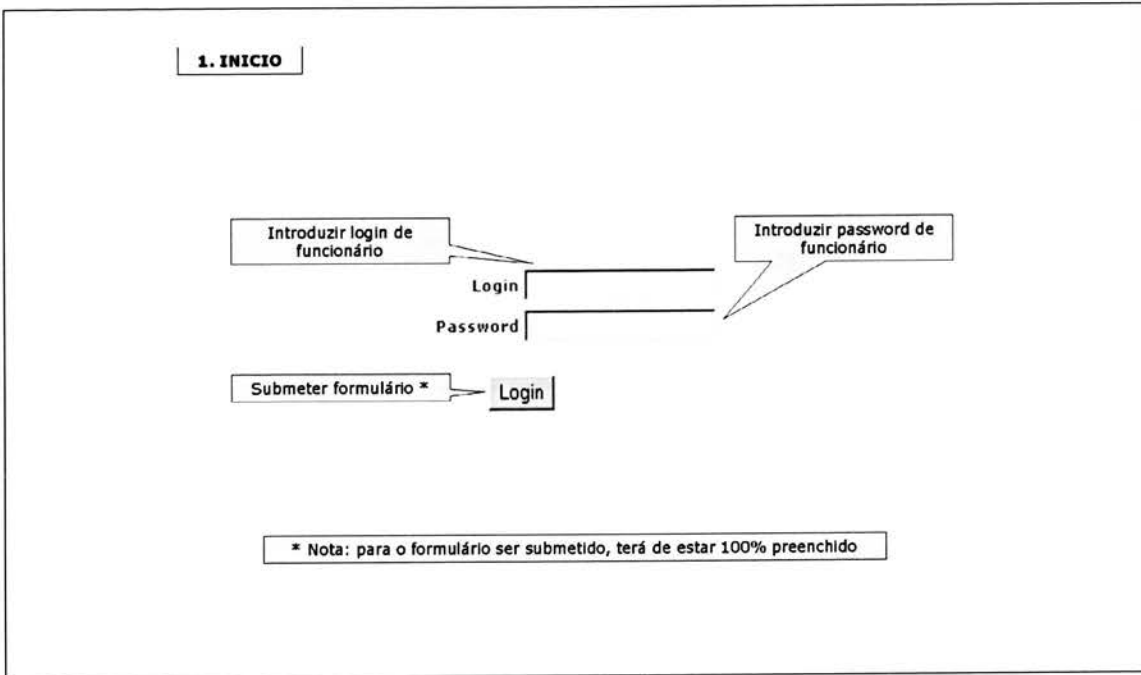 1. INICIO
Introduzir login de
funcionário
Introduzir password de
funcionário
Login
Password
Submeter formulário *
Login
* Nota: para o formulário ser submetido, terá de estar 100% preenchido